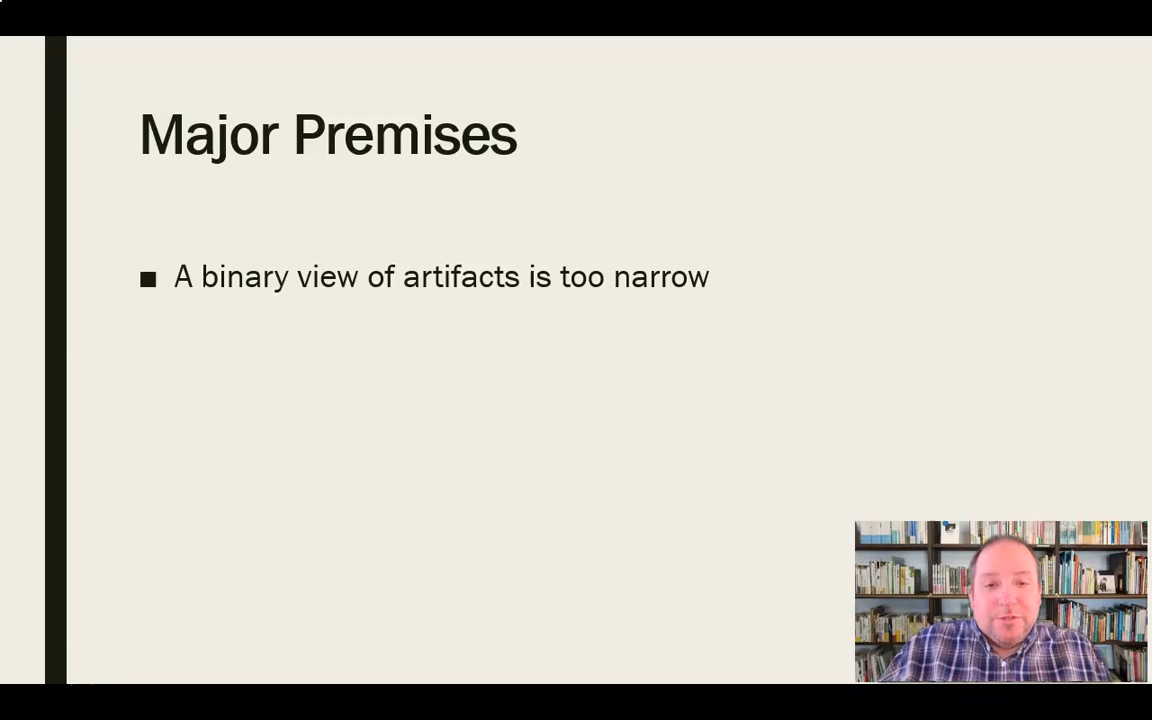 Major Premises
■ A binary view of artifacts is too narrow